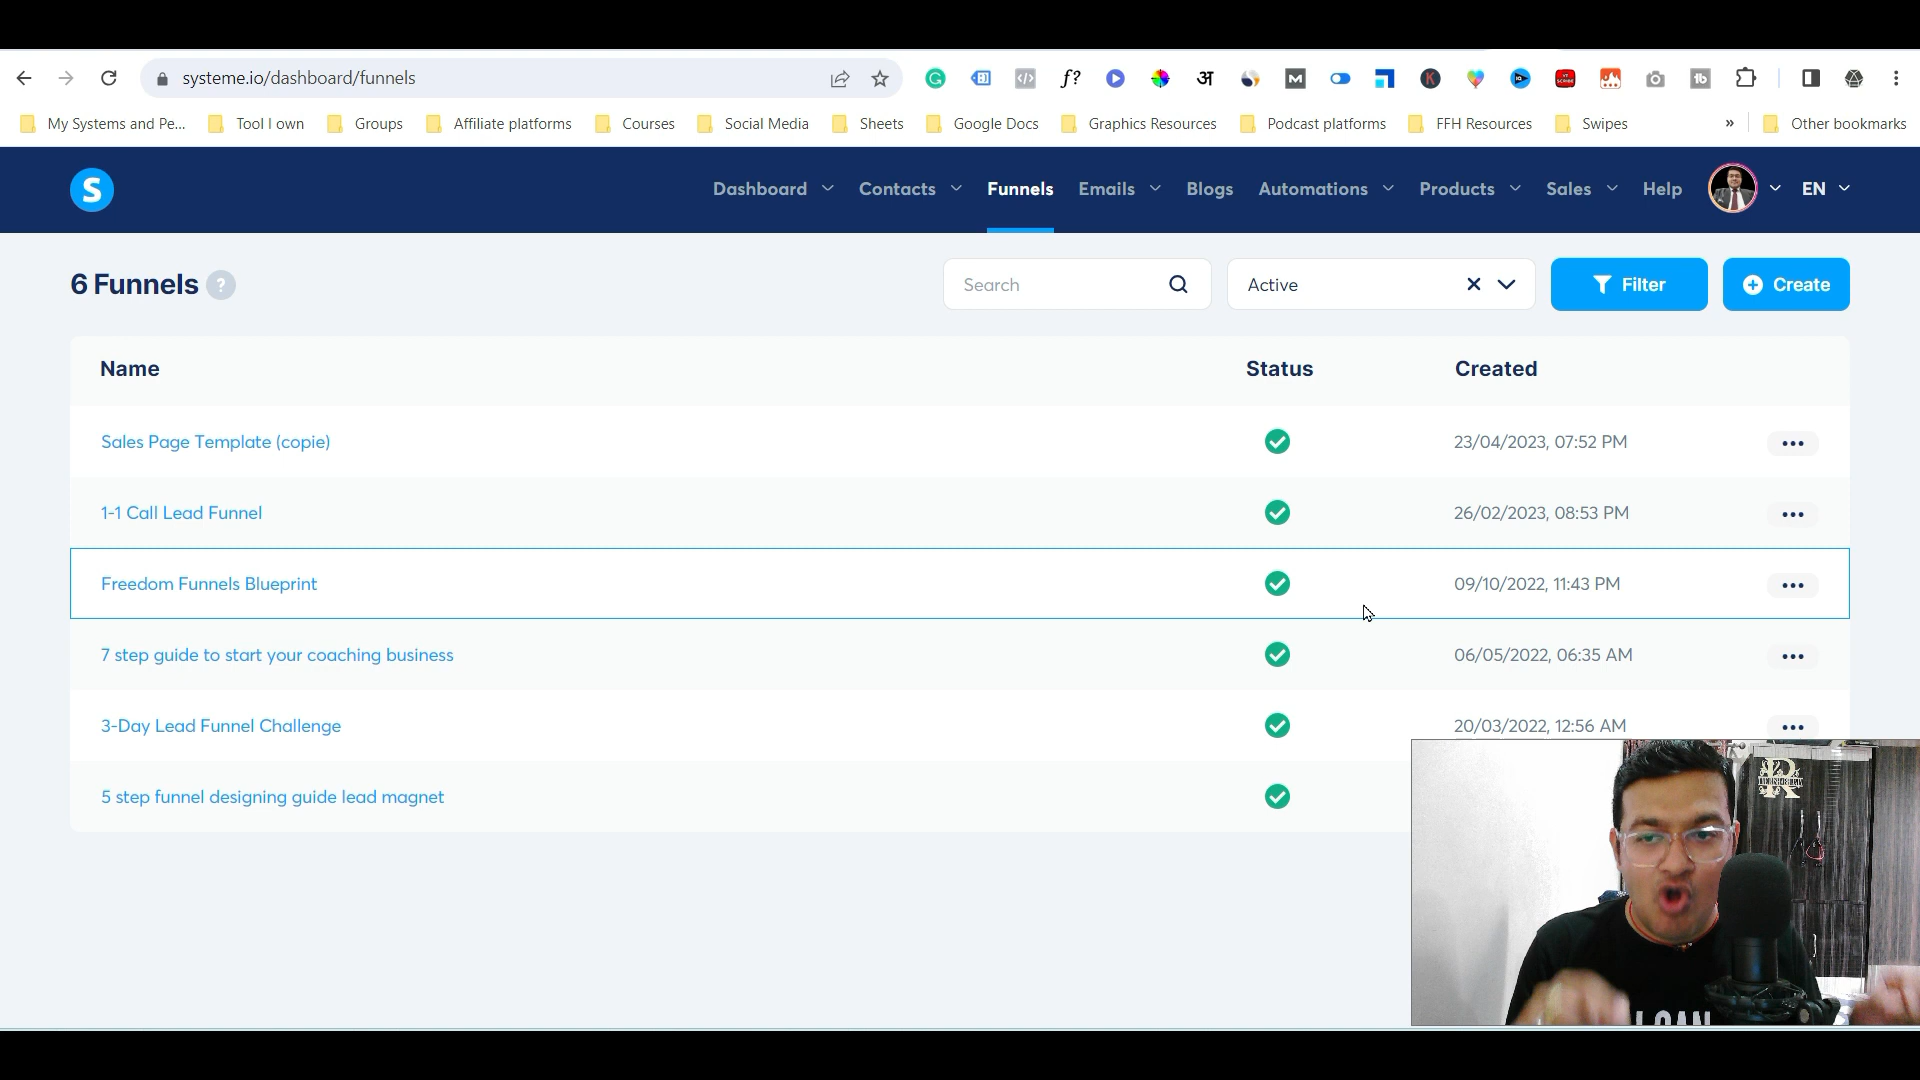 systeme.io/dashboard/funnels
My Systems and Pe... Tool I own Groups Affiliate platforms Courses Social Media Sheets Google Docs Graphics Resources Podcast platforms FFH Resources Swipes » Other bookmarks
S Dashboard Contacts Funnels Emails Blogs Automations Products Sales Help EN
6 Funnels ? Search Active Filter Create
Name Status Created
Sales Page Template (copie) 23/04/2023, 07:52 PM
1-1 Call Lead Funnel 26/02/2023, 08:53 PM
Freedom Funnels Blueprint 09/10/2022, 11:43 PM
7 step guide to start your coaching business 06/05/2022, 06:35 AM
3-Day Lead Funnel Challenge 20/03/2022, 12:56 AM
5 step funnel designing guide lead magnet